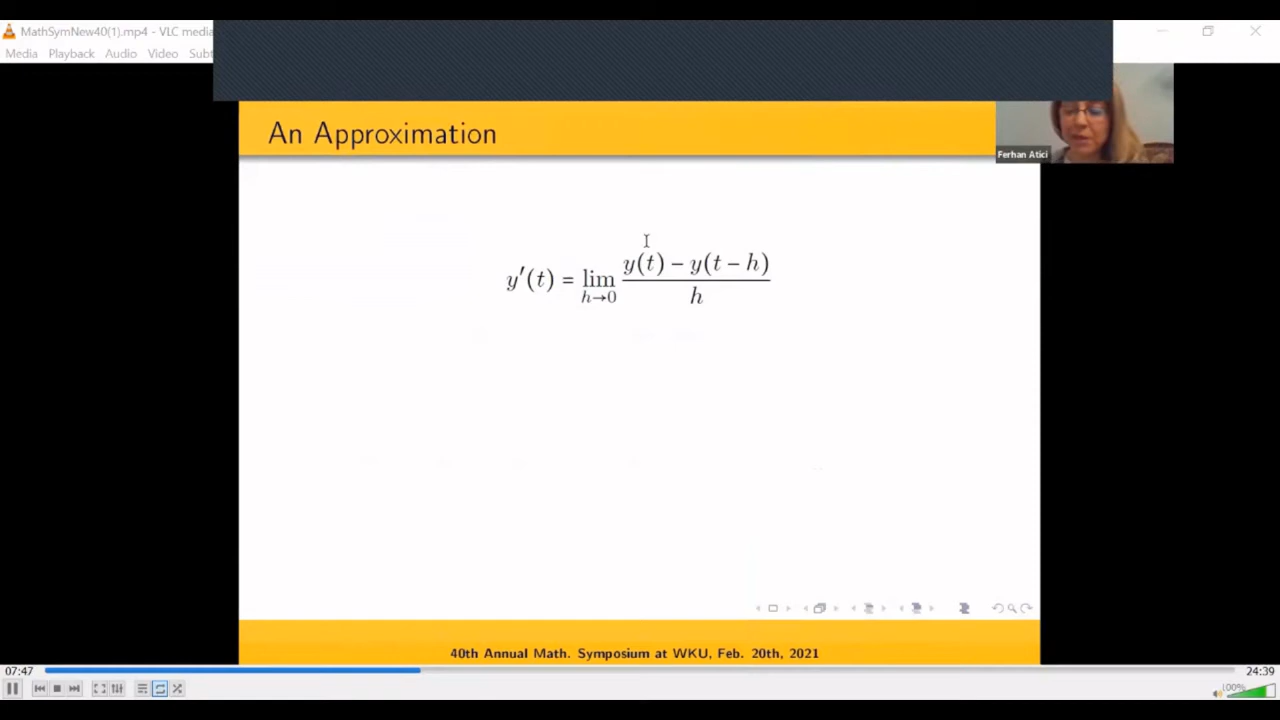 MathSymNew40(1).mp4 - VLC media
Media Playback Audio Video Subt
An Approximation
Ferhan Atici
y′(t) = lim h→0 (y(t) − y(t − h)) / h
40th Annual Math. Symposium at WKU, Feb. 20th, 2021
07:47
24:39
100%